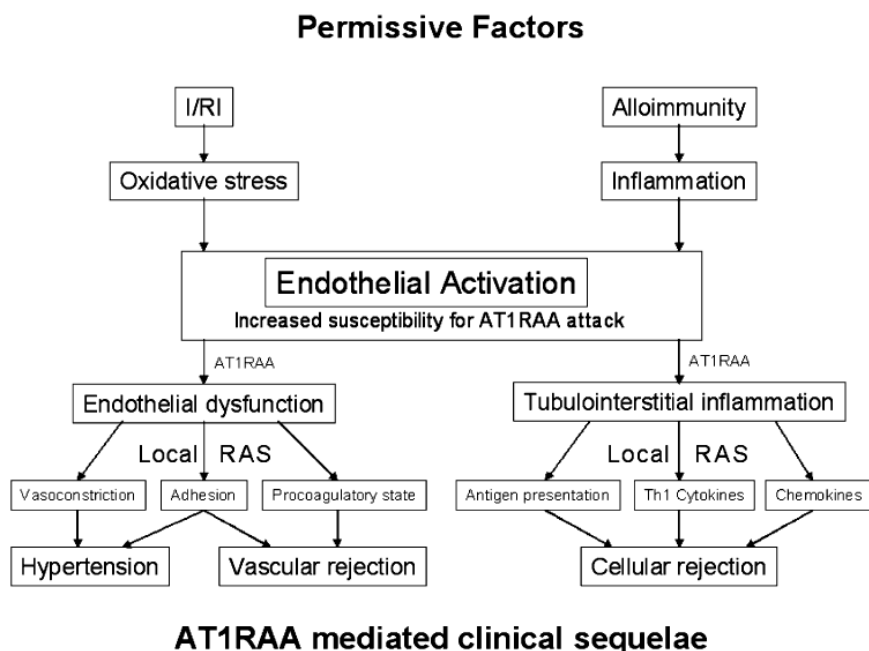 Permissive Factors
I/RI
Alloimmunity
Oxidative stress
Inflammation
Endothelial Activation
Increased susceptibility for AT1RAA attack
AT1RAA
AT1RAA
Endothelial dysfunction
Tubulointerstitial inflammation
Local RAS
Local RAS
Vasoconstriction
Adhesion
Procoagulatory state
Antigen presentation
Th1 Cytokines
Chemokines
Hypertension
Vascular rejection
Cellular rejection
AT1RAA mediated clinical sequelae